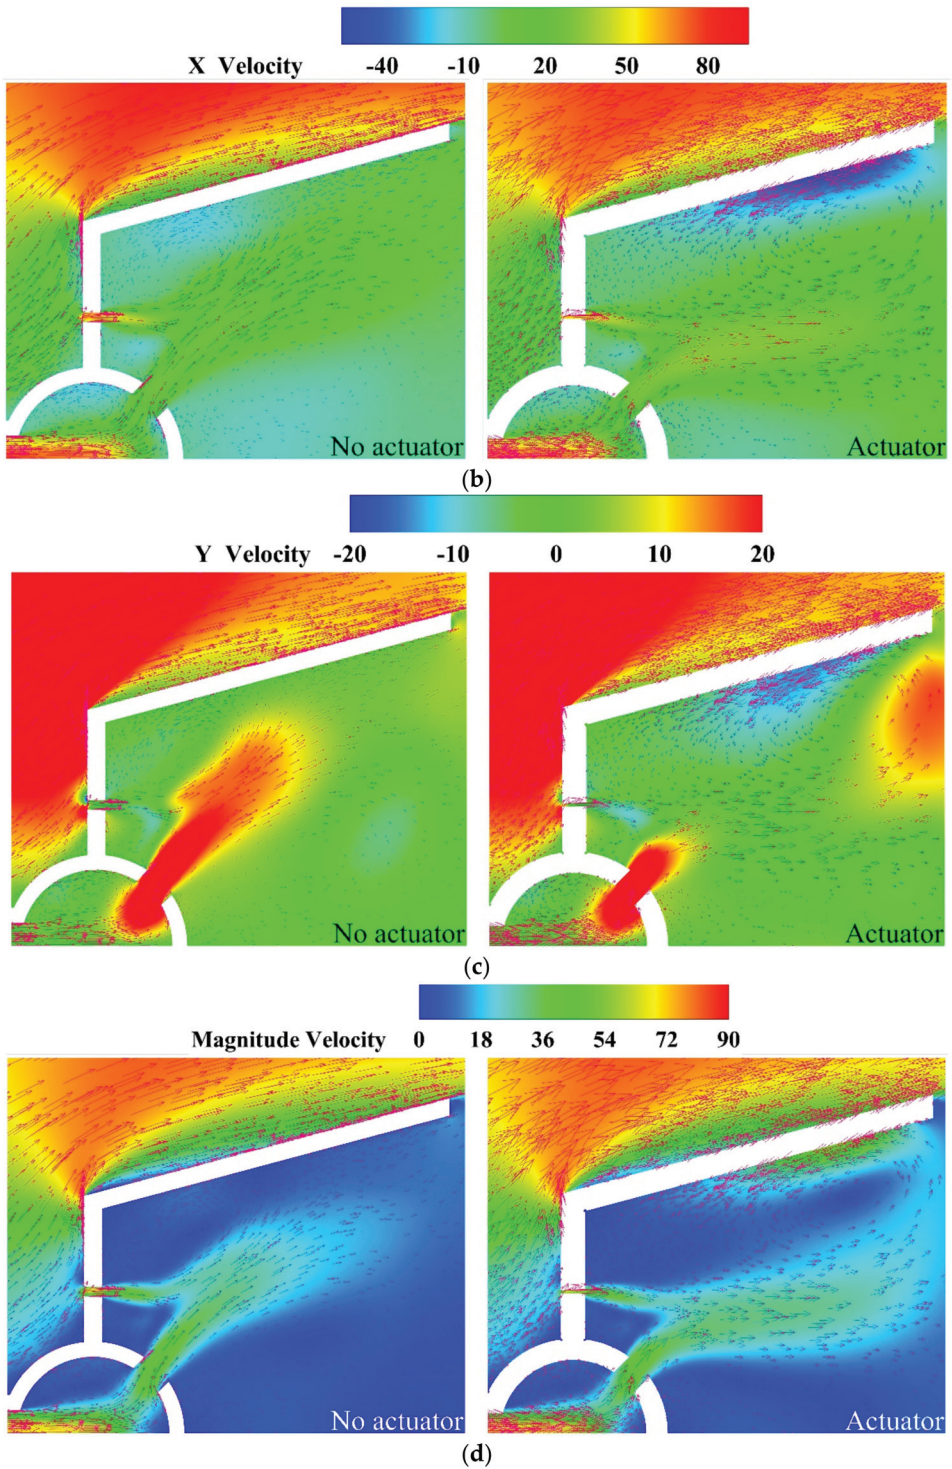 X Velocity -40 -10 20 50 80
No actuator Actuator
(b)
Y Velocity -20 -10 0 10 20
No actuator Actuator
(c)
Magnitude Velocity 0 18 36 54 72 90
No actuator Actuator
(d)